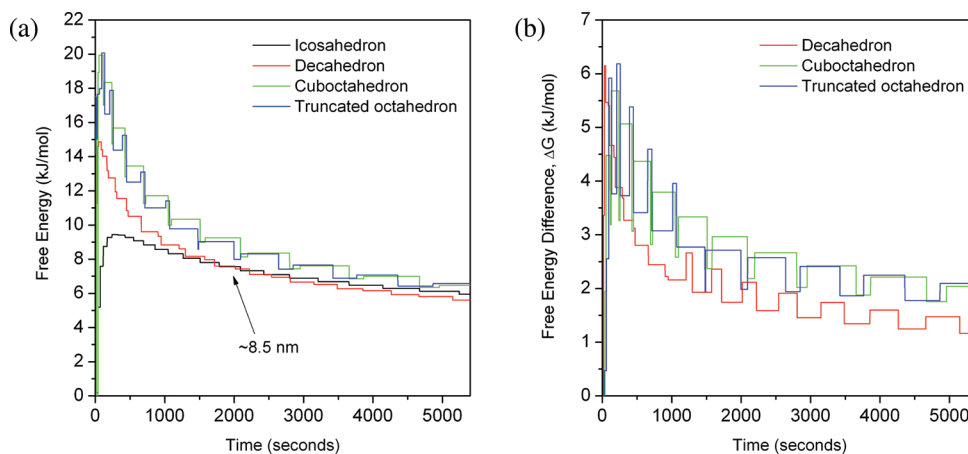 (a)
Free Energy (kJ/mol)
22
20
18
16
14
12
10
8
6
4
2
0
Icosahedron
Decahedron
Cuboctahedron
Truncated octahedron
~8.5 nm
0 1000 2000 3000 4000 5000
Time (seconds)
(b)
Free Energy Difference, ΔG (kJ/mol)
7
6
5
4
3
2
1
0
Decahedron
Cuboctahedron
Truncated octahedron
0 1000 2000 3000 4000 5000
Time (seconds)